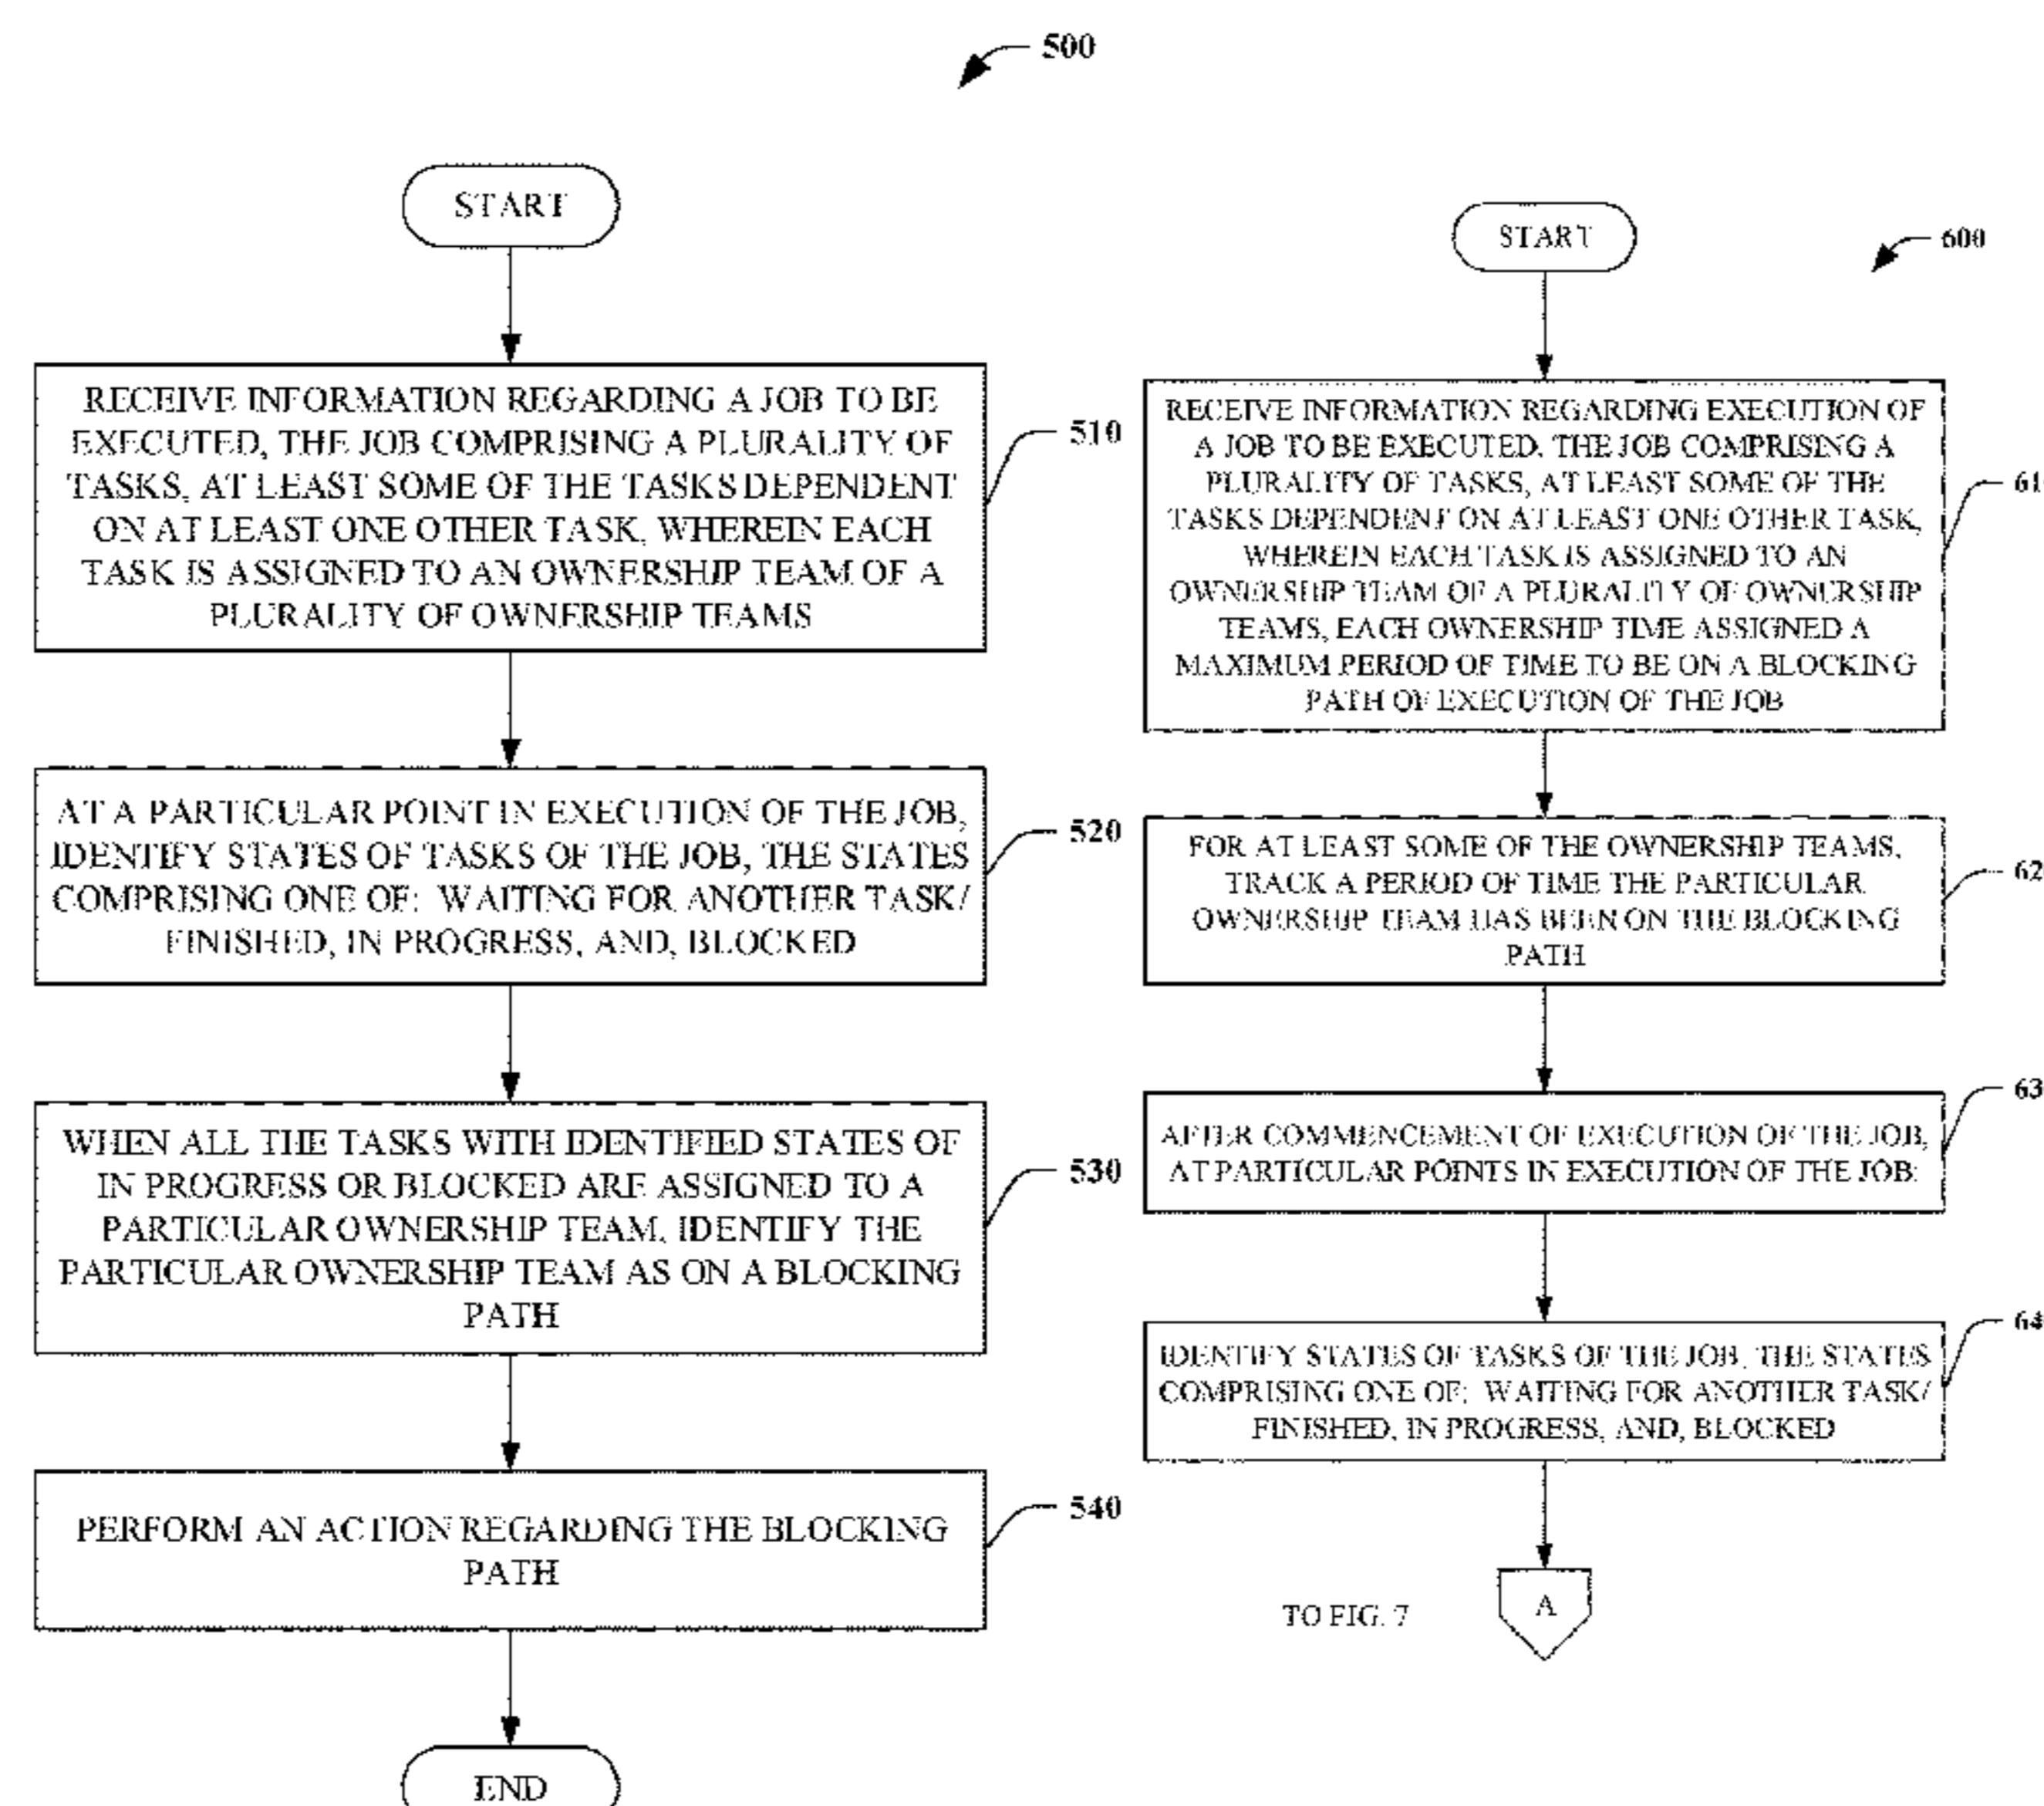 500
START
RECEIVE INFORMATION REGARDING A JOB TO BE
EXECUTED, THE JOB COMPRISING A PLURALITY OF
TASKS, AT LEAST SOME OF THE TASKS DEPENDENT
ON AT LEAST ONE OTHER TASK, WHEREIN EACH
TASK IS ASSIGNED TO AN OWNERSHIP TEAM OF A
PLURALITY OF OWNERSHIP TEAMS
510
AT A PARTICULAR POINT IN EXECUTION OF THE JOB,
IDENTIFY STATES OF TASKS OF THE JOB, THE STATES
COMPRISING ONE OF: WAITING FOR ANOTHER TASK/
FINISHED, IN PROGRESS, AND, BLOCKED
520
WHEN ALL THE TASKS WITH IDENTIFIED STATES OF
IN PROGRESS OR BLOCKED ARE ASSIGNED TO A
PARTICULAR OWNERSHIP TEAM, IDENTIFY THE
PARTICULAR OWNERSHIP TEAM AS ON A BLOCKING
PATH
530
PERFORM AN ACTION REGARDING THE BLOCKING
PATH
540
END
START
600
RECEIVE INFORMATION REGARDING EXECUTION OF
A JOB TO BE EXECUTED, THE JOB COMPRISING A
PLURALITY OF TASKS, AT LEAST SOME OF THE
TASKS DEPENDENT ON AT LEAST ONE OTHER TASK,
WHEREIN EACH TASK IS ASSIGNED TO AN
OWNERSHIP TEAM OF A PLURALITY OF OWNERSHIP
TEAMS, EACH OWNERSHIP TIME ASSIGNED A
MAXIMUM PERIOD OF TIME TO BE ON A BLOCKING
PATH OF EXECUTION OF THE JOB
61
FOR AT LEAST SOME OF THE OWNERSHIP TEAMS,
TRACK A PERIOD OF TIME THE PARTICULAR
OWNERSHIP TEAM HAS BEEN ON THE BLOCKING
PATH
62
AFTER COMMENCEMENT OF EXECUTION OF THE JOB,
AT PARTICULAR POINTS IN EXECUTION OF THE JOB:
63
IDENTIFY STATES OF TASKS OF THE JOB, THE STATES
COMPRISING ONE OF: WAITING FOR ANOTHER TASK/
FINISHED, IN PROGRESS, AND, BLOCKED
64
TO FIG. 7
A